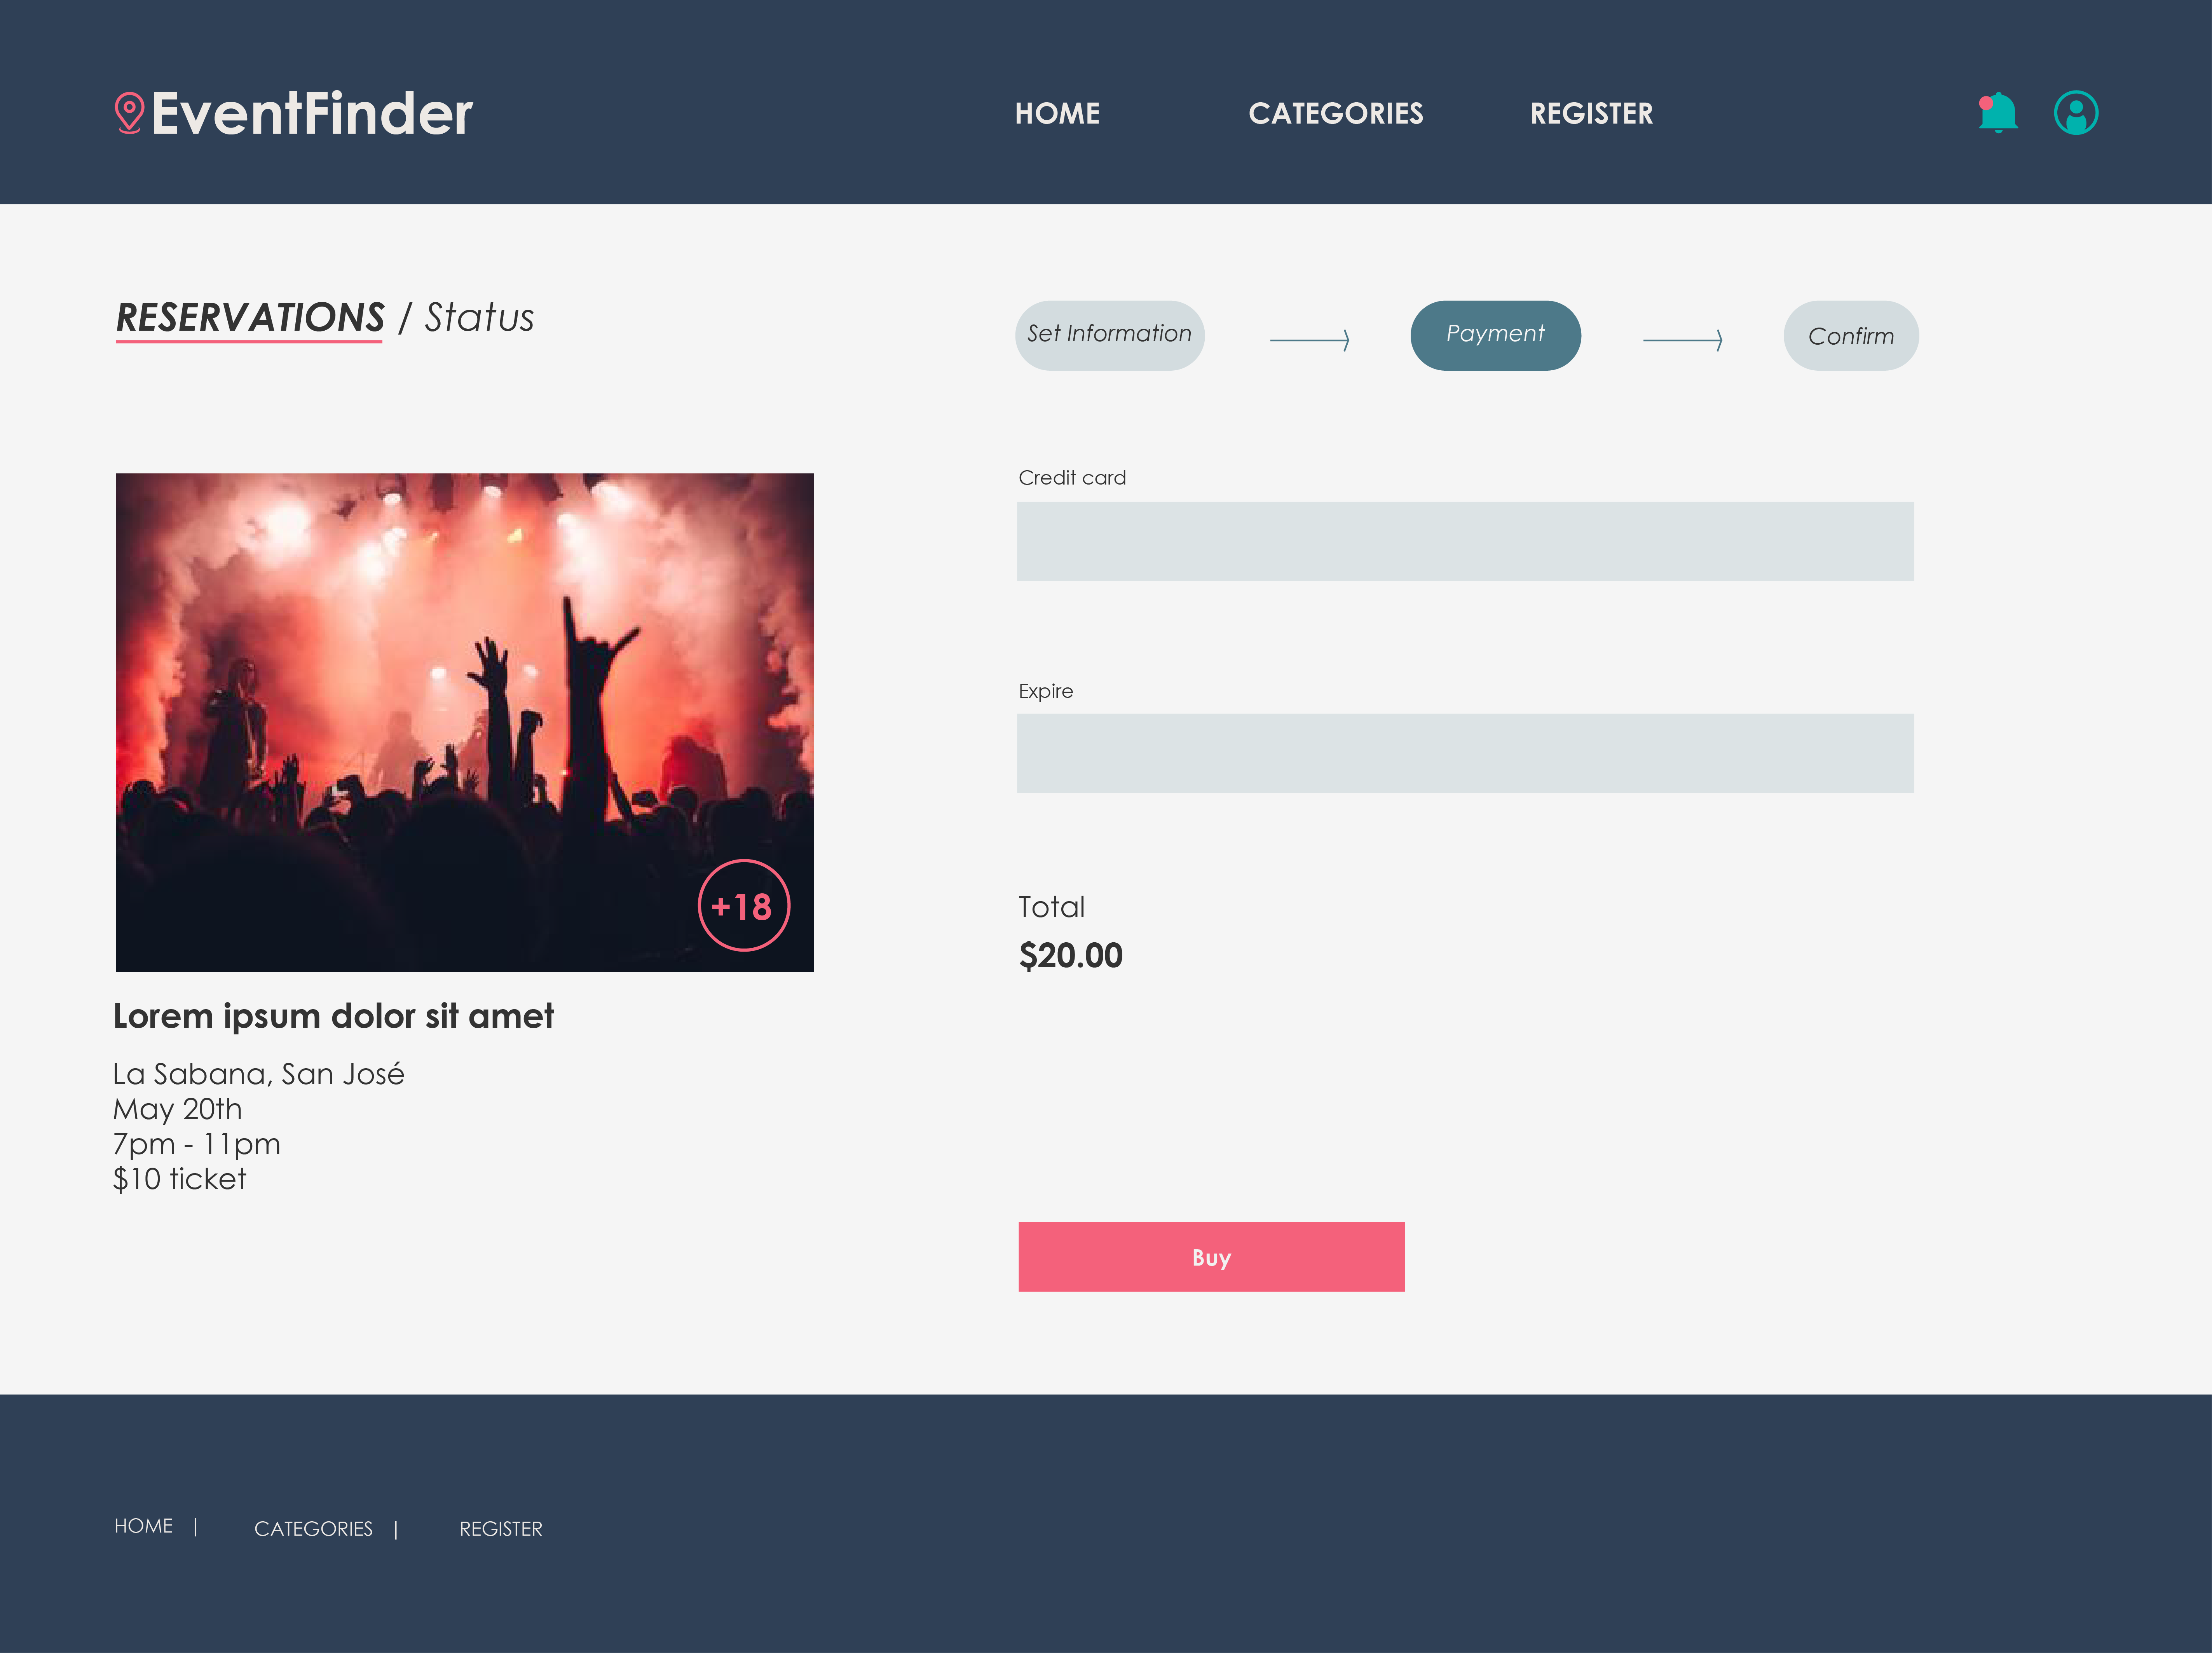 EventFinder
HOME CATEGORIES REGISTER
RESERVATIONS / Status
Set Information Payment Confirm
+18
Lorem ipsum dolor sit amet
La Sabana, San José
May 20th
7pm - 11pm
$10 ticket
Credit card
Expire
Total
$20.00
Buy
HOME | CATEGORIES | REGISTER